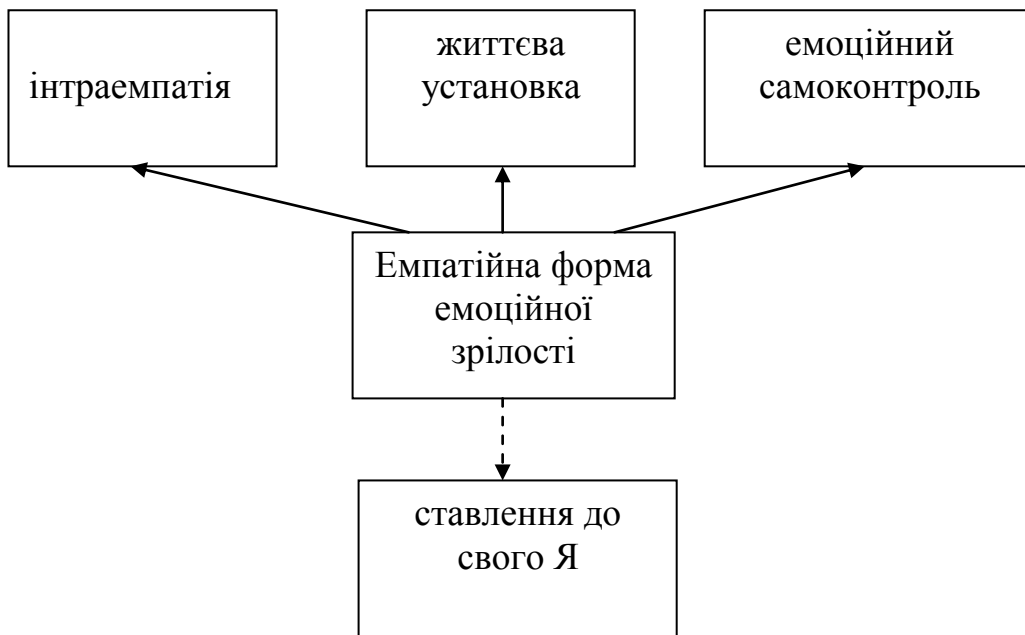 інтраемпатія
життєва
установка
емоційний
самоконтроль
Емпатійна форма
емоційної
зрілості
ставлення до
свого Я